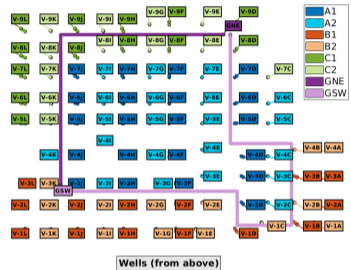 V-9G V-9F V-9E V-9D
V-9L V-9K V-9J V-9I V-9H
GNE
V-8L V-8K V-8J V-8I V-8H V-8G V-8F V-8E V-8D
V-7L V-7K V-7J V-7I V-7H V-7G V-7F V-7E V-7D V-7C
V-6L V-6K V-6J V-6I V-6H V-6G V-6F V-6E V-6D V-6C
V-5L V-5K V-5J V-5I V-5H V-5G V-5F V-5E V-5D V-5C
V-4I
V-4E V-4B V-4A
V-4K V-4J V-4H V-4G V-4F V-4D V-4C
V-3E V-3D V-3C V-3B V-3A
V-3L V-3K V-3J V-3I V-3H V-3G V-3F
GSW
V-2L V-2K V-2J V-2I V-2H V-2G V-2F V-2E V-2D V-2C V-2B V-2A
V-1C V-1B V-1A
V-1L V-1K V-1J V-1I V-1H V-1G V-1F V-1E V-1D
A1
A2
B1
B2
C1
C2
GNE
GSW
Wells (from above)